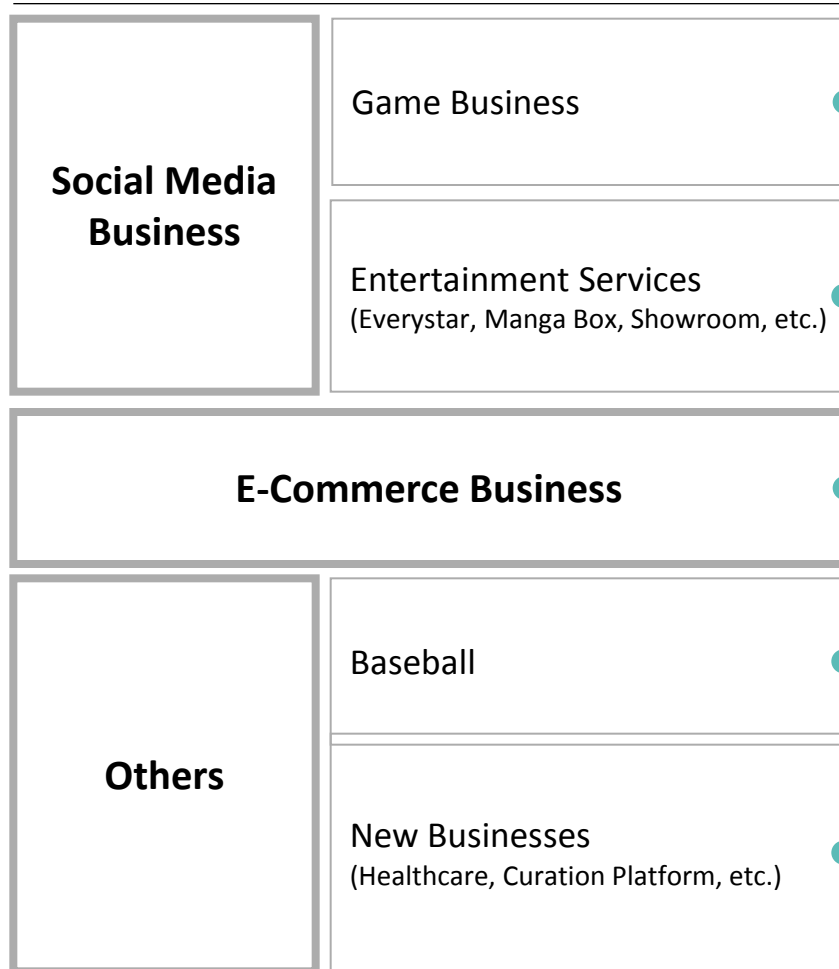 Social Media
Business
Game Business
Entertainment Services
(Everystar, Manga Box, Showroom, etc.)
E-Commerce Business
Others
Baseball
New Businesses
(Healthcare, Curation Platform, etc.)